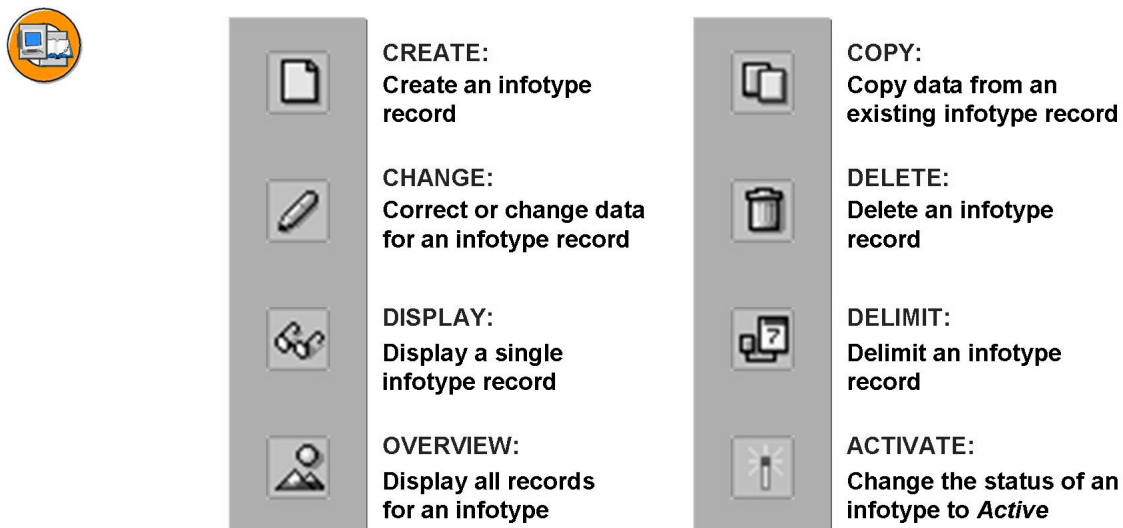 CREATE:
Create an infotype
record
CHANGE:
Correct or change data
for an infotype record
DISPLAY:
Display a single
infotype record
OVERVIEW:
Display all records
for an infotype
COPY:
Copy data from an
existing infotype record
DELETE:
Delete an infotype
record
7
DELIMIT:
Delimit an infotype
record
ACTIVATE:
Change the status of an
infotype to Active